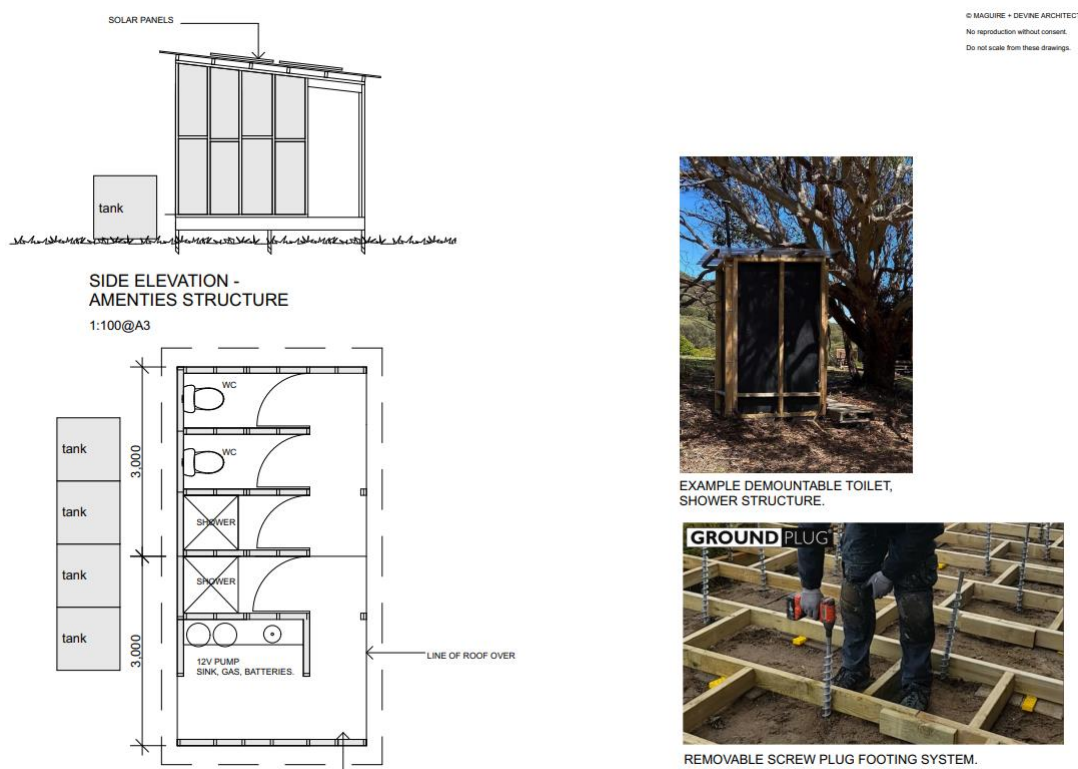 SOLAR PANELS
© MAGUIRE + DEVINE ARCHITECT
No reproduction without consent.
Do not scale from these drawings.
tank
SIDE ELEVATION -
AMENTIES STRUCTURE
1:100@A3
WC
tank
3,000
WC
tank
SHOWER
tank
SHOWER
tank
3,000
12V PUMP
SINK, GAS, BATTERIES.
LINE OF ROOF OVER
EXAMPLE DEMOUNTABLE TOILET,
SHOWER STRUCTURE.
GROUND PLUG
REMOVABLE SCREW PLUG FOOTING SYSTEM.